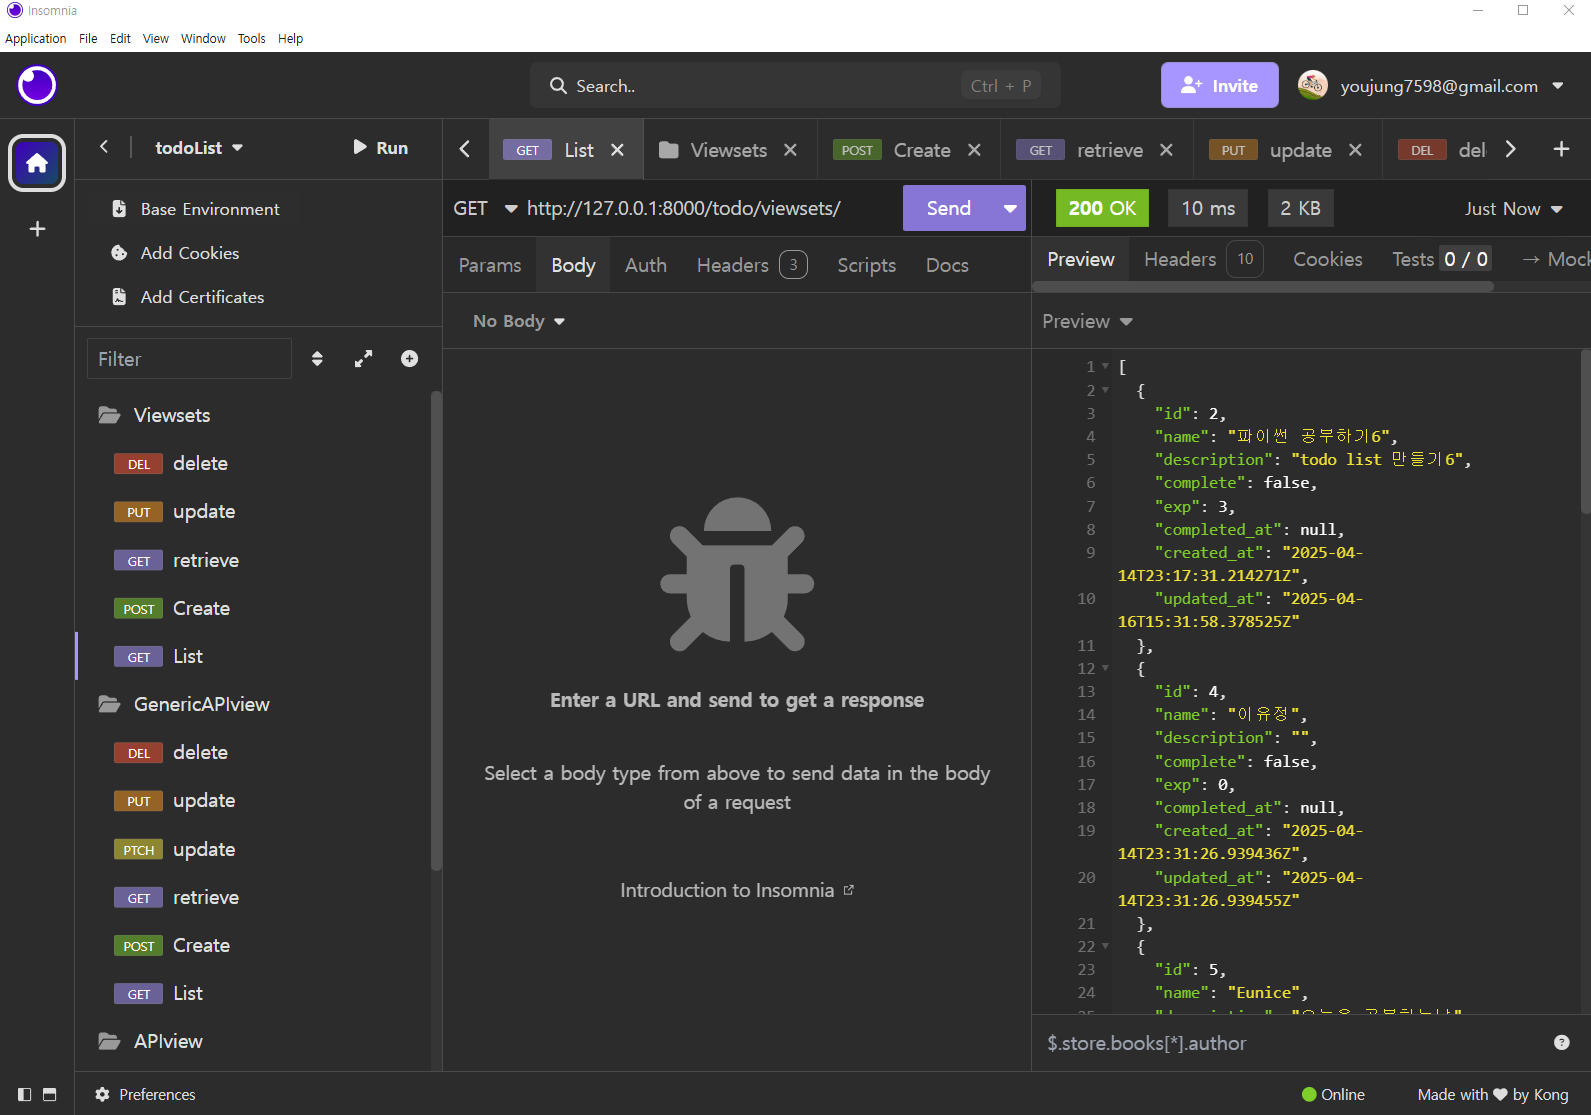 Insomnia
Application File Edit View Window Tools Help
Search.. Ctrl + P
Invite
youjung7598@gmail.com
todoList
Run
GET List
Viewsets
POST Create
GET retrieve
PUT update
DEL del
Base Environment
Add Cookies
Add Certificates
Filter
Viewsets
DEL delete
PUT update
GET retrieve
POST Create
GET List
GenericAPIview
DEL delete
PUT update
PTCH update
GET retrieve
POST Create
GET List
APIview
GET http://127.0.0.1:8000/todo/viewsets/ Send
Params Body Auth Headers 3 Scripts Docs
No Body
Enter a URL and send to get a response
Select a body type from above to send data in the body
of a request
Introduction to Insomnia
200 OK 10 ms 2 KB Just Now
Preview Headers 10 Cookies Tests 0 / 0 → Mock
Preview
1 [
2 {
3 "id": 2,
4 "name": "파이썬 공부하기6",
5 "description": "todo list 만들기6",
6 "complete": false,
7 "exp": 3,
8 "completed_at": null,
9 "created_at": "2025-04-
14T23:17:31.214271Z",
10 "updated_at": "2025-04-
16T15:31:58.378525Z"
11 },
12 {
13 "id": 4,
14 "name": "이유정",
15 "description": "",
16 "complete": false,
17 "exp": 0,
18 "completed_at": null,
19 "created_at": "2025-04-
14T23:31:26.939436Z",
20 "updated_at": "2025-04-
14T23:31:26.939455Z"
21 },
22 {
23 "id": 5,
24 "name": "Eunice",
$.store.books[*].author
Preferences
Online
Made with ♥ by Kong